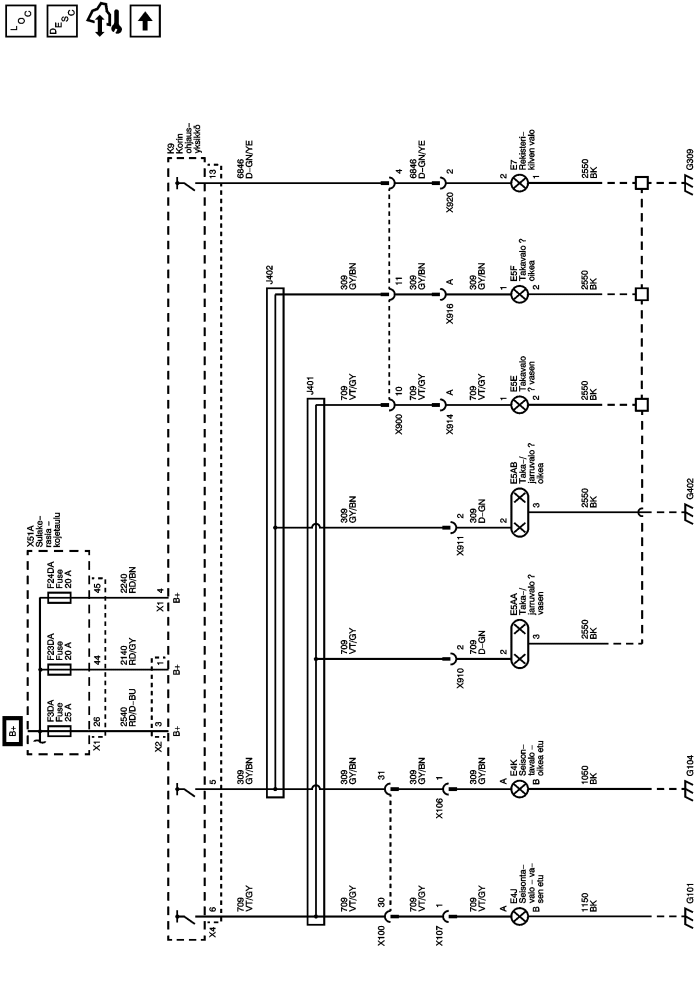 LOC
DESC
K9
Korin
ohjaus–
yksikkö
X51A
Sulake–
rasia –
kojetaulu
B+
F3DA
Fuse
25 A
F23DA
Fuse
20 A
F24DA
Fuse
20 A
X1
26
44
45
2540
RD/D–BU
2140
RD/GY
2240
RD/BN
X2
3
1
X1
4
B+
B+
B+
X4
6
5
13
709
VT/GY
309
GY/BN
6846
D–GN/YE
J402
J401
709
VT/GY
309
GY/BN
709
VT/GY
309
GY/BN
709
VT/GY
309
GY/BN
X100
30
31
X900
10
11
4
709
VT/GY
309
GY/BN
709
VT/GY
309
GY/BN
6846
D–GN/YE
X107
1
X106
1
X910
2
X911
2
X914
A
X916
A
X920
2
709
VT/GY
309
GY/BN
709
D–GN
309
D–GN
709
VT/GY
309
GY/BN
A
E4J
Seisonta–
valo – va–
sen etu
B
A
E4K
Seison–
tavalo –
oikea etu
B
2
E5AA
Taka–/
jarruvalo ?
vasen
3
2
E5AB
Taka–/
jarruvalo ?
oikea
3
1
E5E
Takavalo
? vasen
2
1
E5F
Takavalo ?
oikea
2
2
E7
Rekisteri–
kilven valo
1
1150
BK
1050
BK
2550
BK
2550
BK
2550
BK
2550
BK
2550
BK
G101
G104
G402
G309